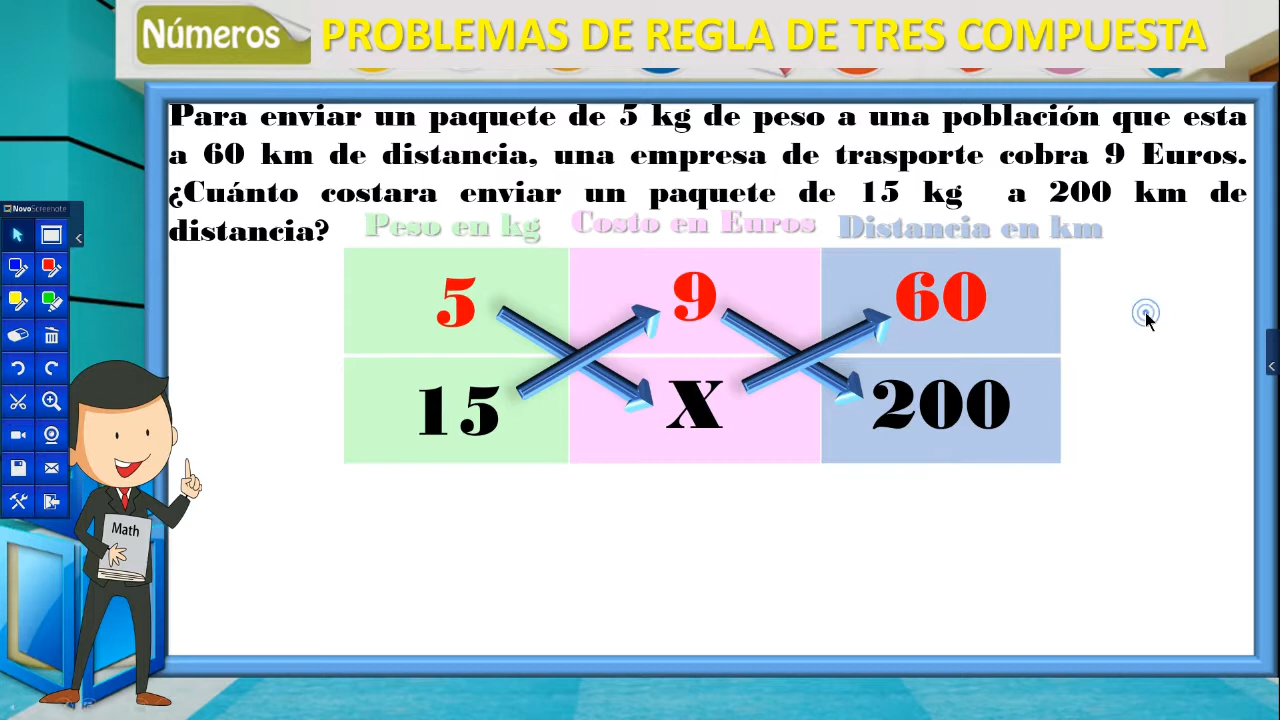 Números
PROBLEMAS DE REGLA DE TRES COMPUESTA
Para enviar un paquete de 5 kg de peso a una población que esta
a 60 km de distancia, una empresa de trasporte cobra 9 Euros.
¿Cuánto costara enviar un paquete de 15 kg a 200 km de
distancia?
Peso en kg Costo en Euros Distancia en km
5 9 60
15 X 200
NovoScreenote
Math